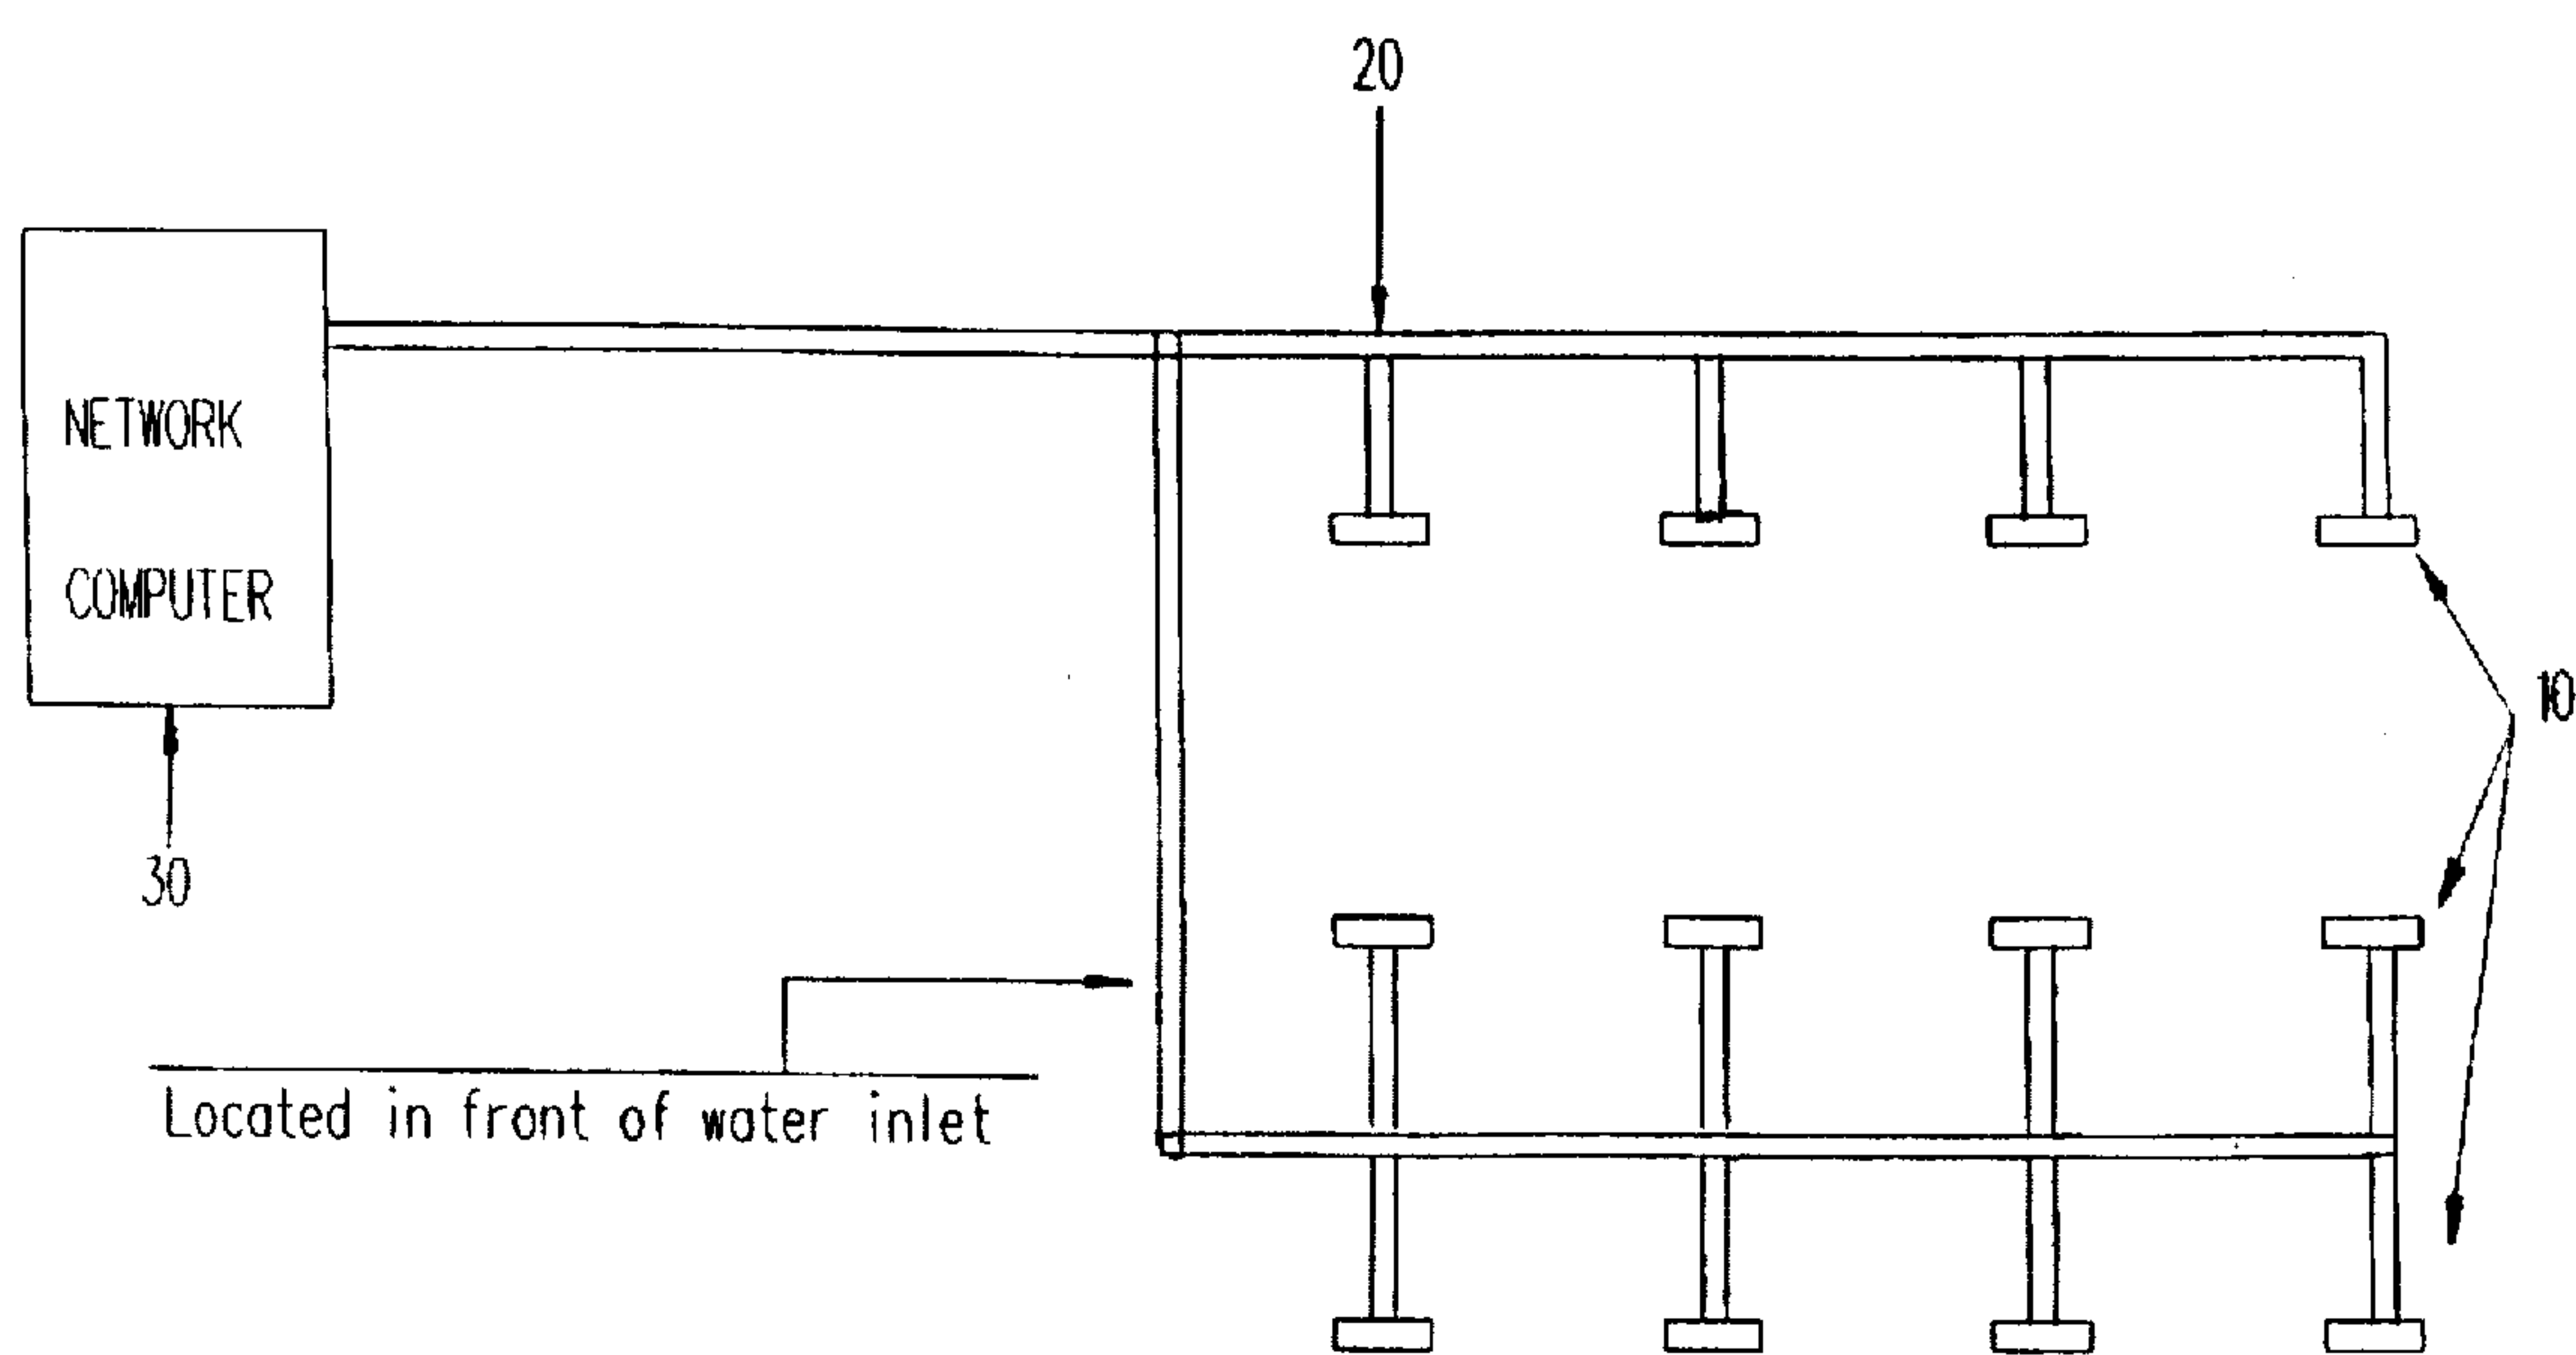 20
NETWORK
COMPUTER
10
30
Located in front of water inlet